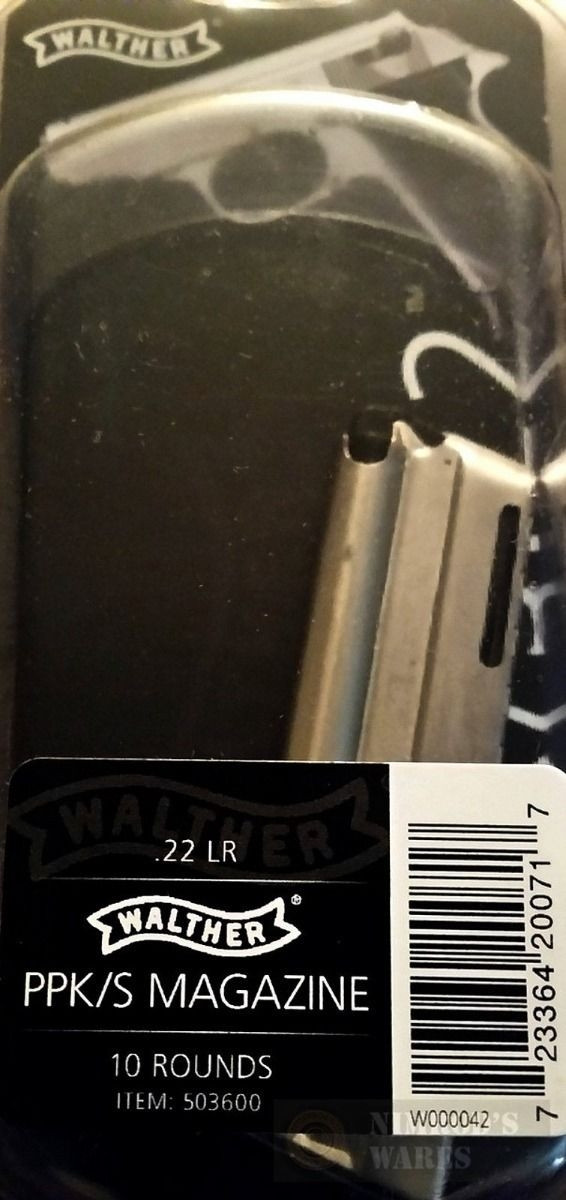 WALTHER
WALTHER
.22 LR
WALTHER®
PPK/S MAGAZINE
10 ROUNDS
ITEM: 503600
7 23364 20071 7
W000042
NIMROD'S
WARES